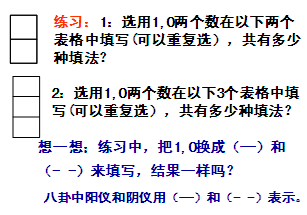 练习：1：选用1,0两个数在以下两个
表格中填写(可以重复选），共有多少
种填法?
2：选用1,0两个数在以下3个表格中填
写(可以重复选），共有多少种填法?
想一想：练习中，把1,0换成（—）和
（- -）来填写，结果一样吗？
八卦中阳仪和阴仪用（—）和（- -）表示。